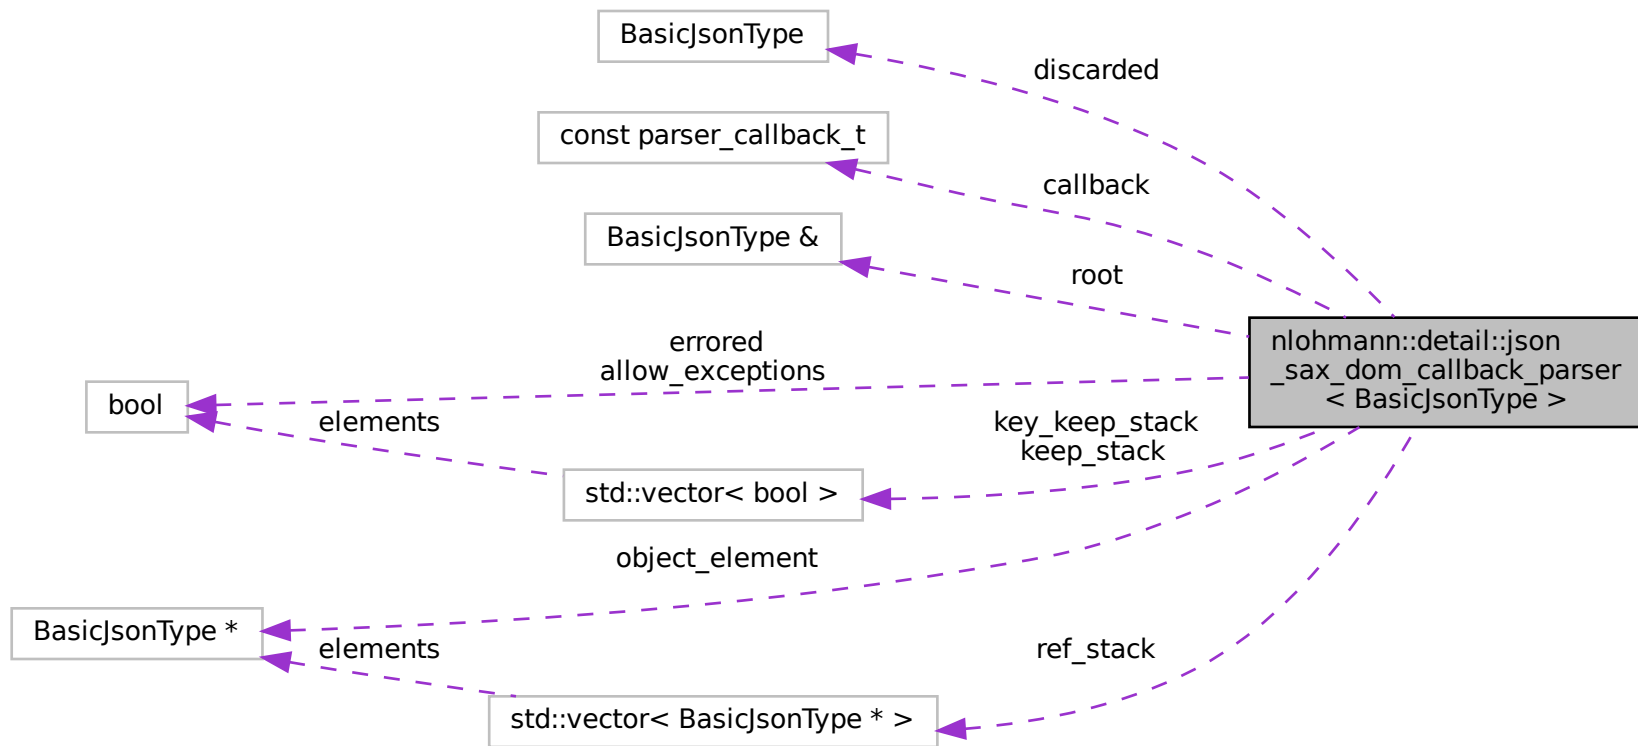 BasicJsonType
discarded
const parser_callback_t
callback
BasicJsonType &
root
nlohmann::detail::json
_sax_dom_callback_parser
< BasicJsonType >
errored
allow_exceptions
bool
elements
key_keep_stack
keep_stack
std::vector< bool >
object_element
BasicJsonType *
elements
ref_stack
std::vector< BasicJsonType * >